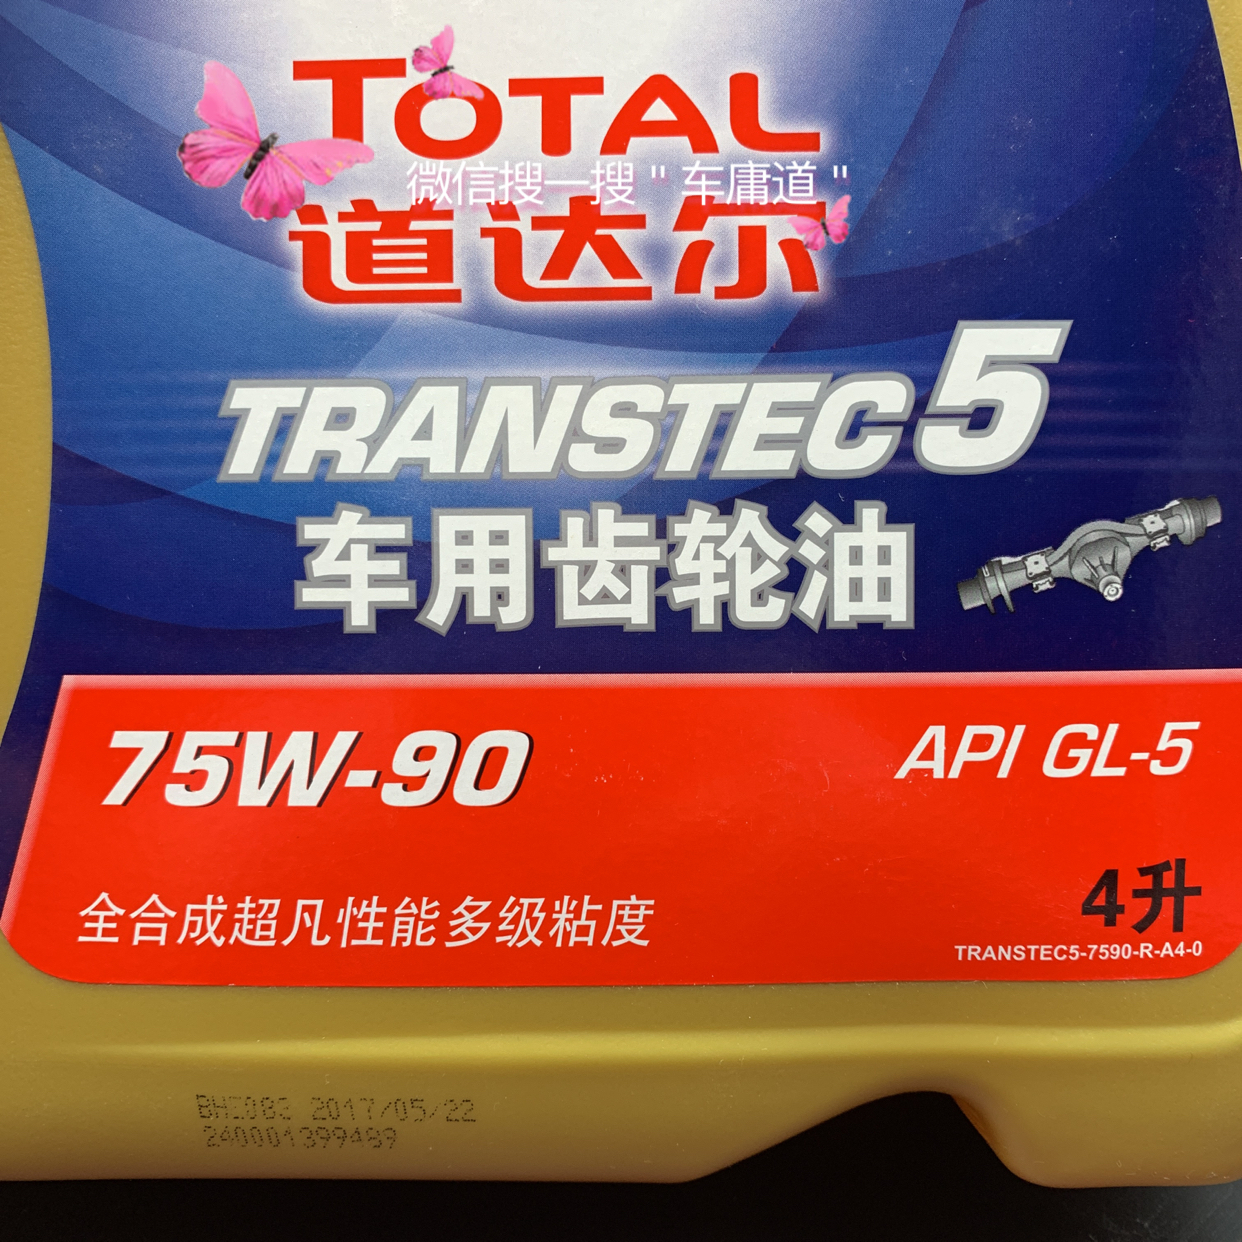 TOTAL
微信搜一搜 "车庸道"
道达尔
TRANSTEC 5
车用齿轮油
75W-90
API GL-5
全合成超凡性能多级粘度
4升
TRANSTEC5-7590-R-A4-0
2017/05/22
240001399489